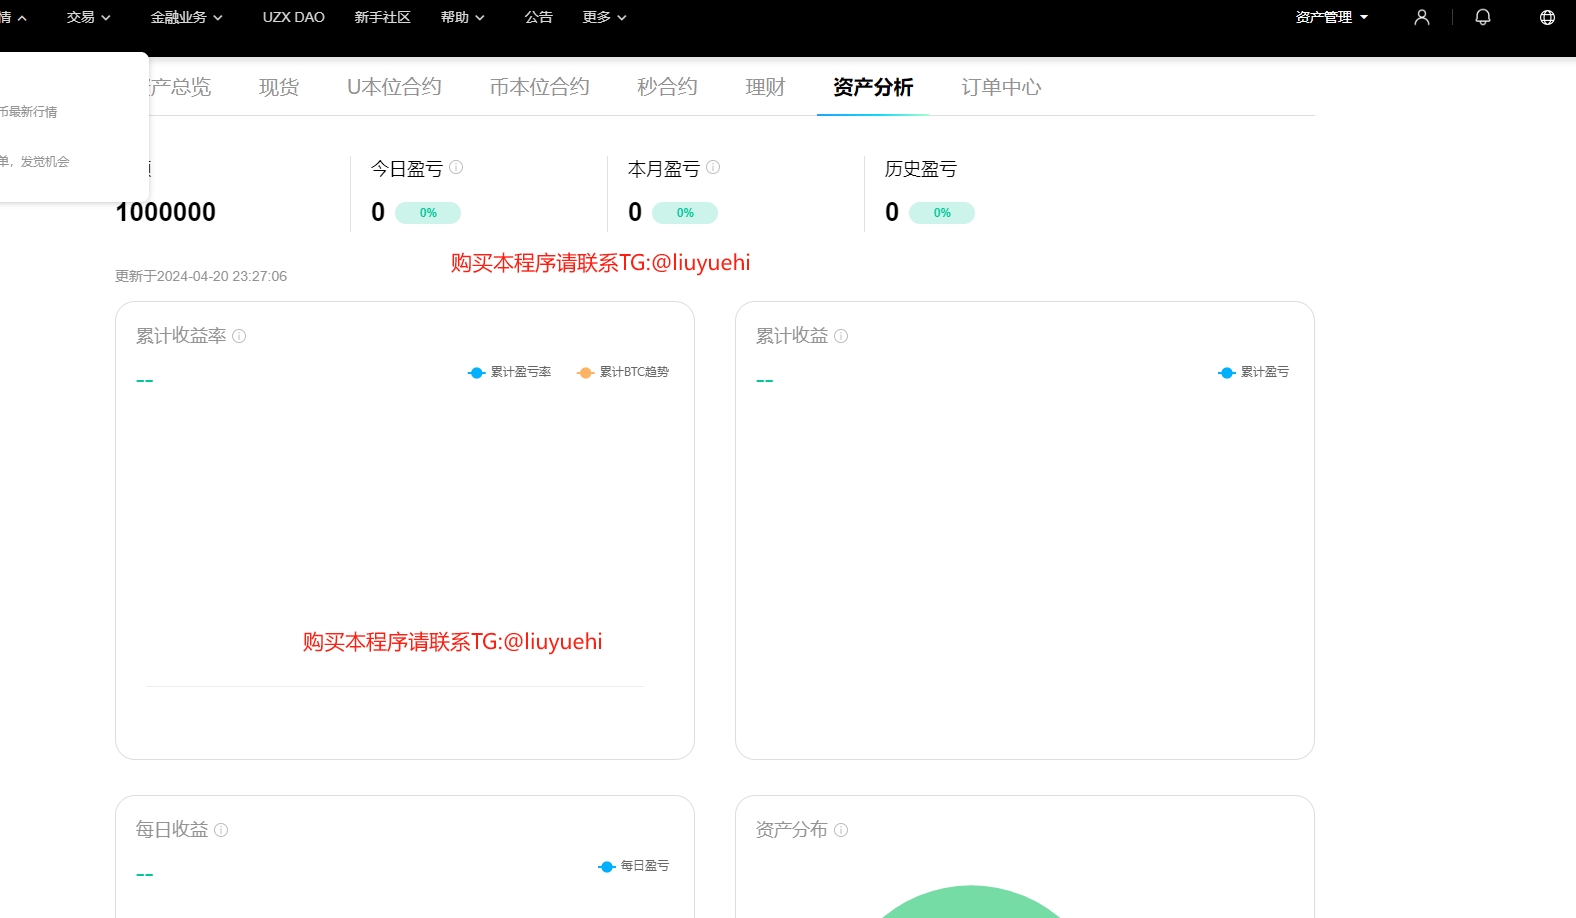 情 交易 金融业务 UZX DAO 新手社区 帮助 公告 更多 资产管理
产总览 现货 U本位合约 币本位合约 秒合约 理财 资产分析 订单中心
币最新行情
单，发觉机会
今日盈亏 本月盈亏 历史盈亏
1000000 0 0% 0 0% 0 0%
购买本程序请联系TG:@liuyuehi
更新于2024-04-20 23:27:06
累计收益率 累计收益
-- 累计盈亏率 累计BTC趋势 -- 累计盈亏
购买本程序请联系TG:@liuyuehi
每日收益 资产分布
-- 每日盈亏